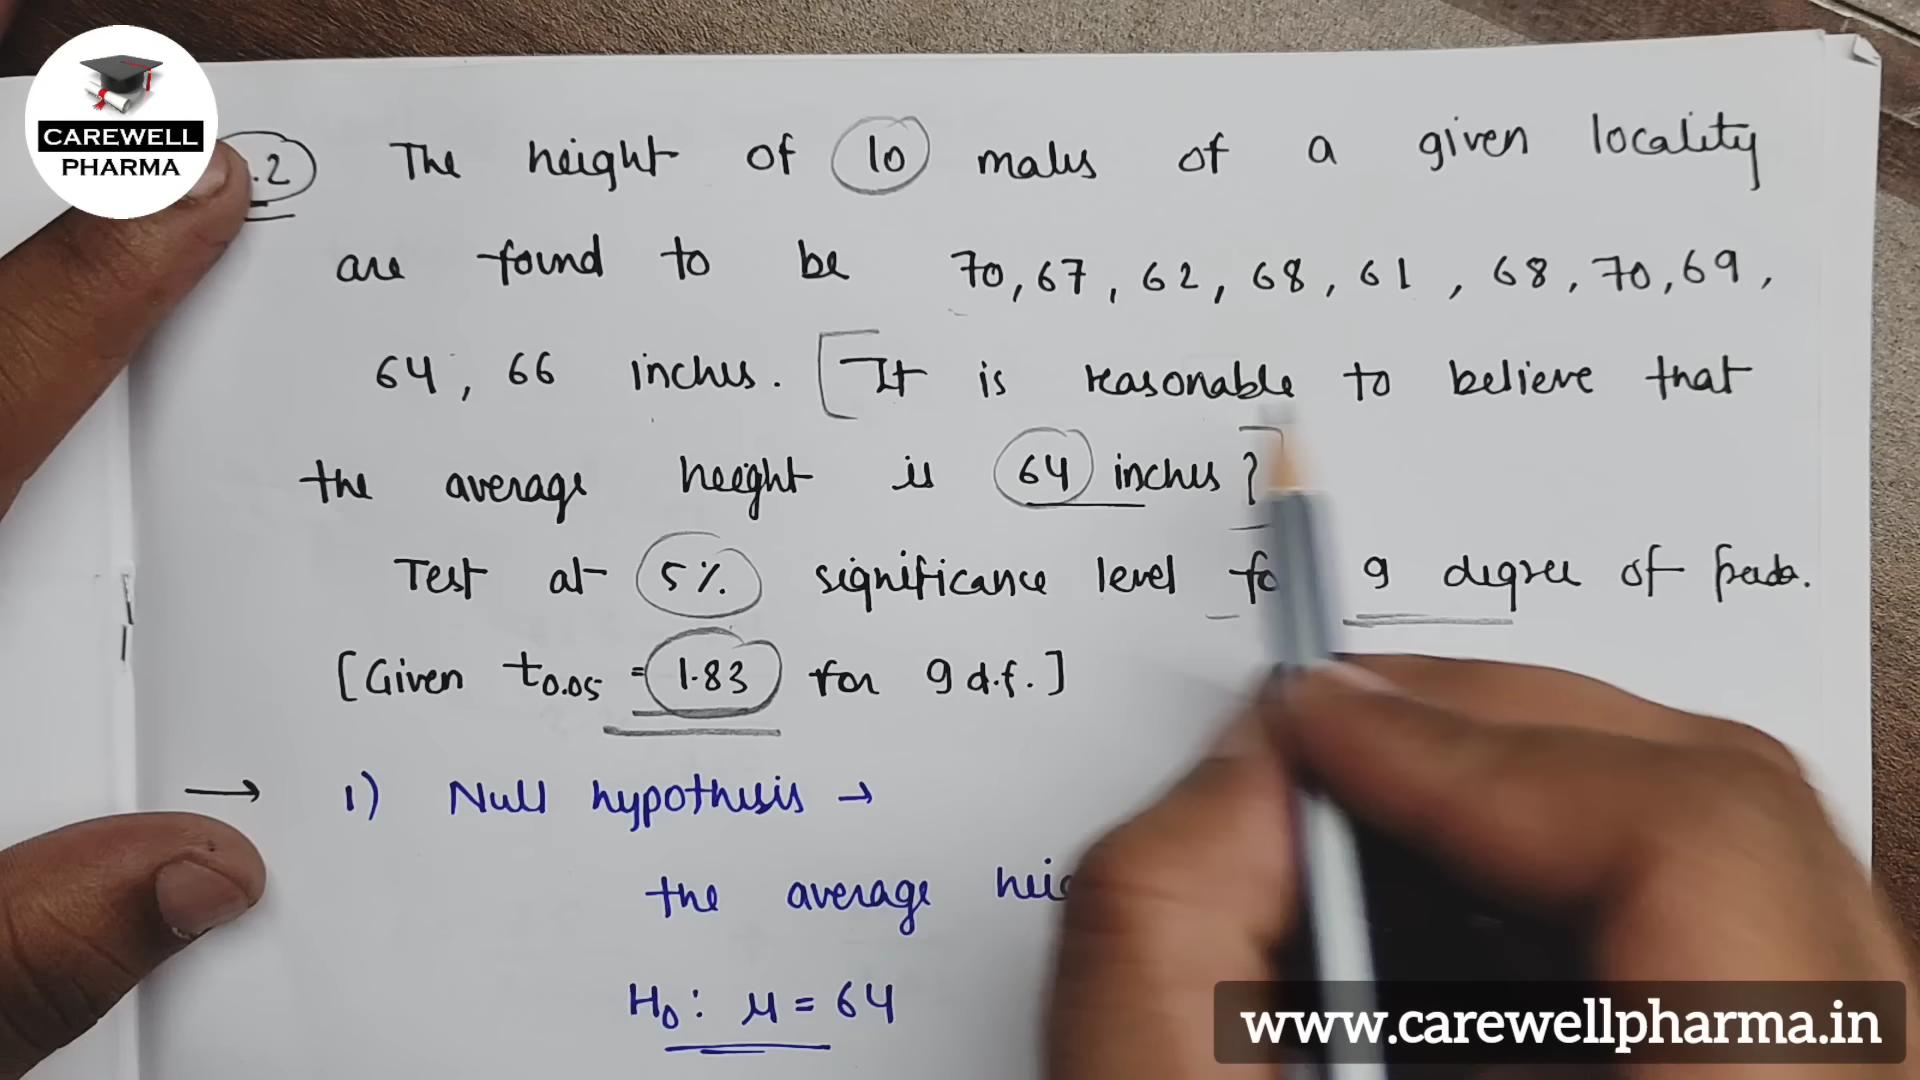 CAREWELL
PHARMA
.2 The height of 10 males of a given locality
are found to be 70, 67, 62, 68, 61, 68, 70, 69,
64, 66 inches. [It is reasonable to believe that
the average height is 64 inches ?]
Test at 5% significance level fo 9 degree of
[Given t0.05 = 1.83 for 9 d.f.]
→ 1) Null hypothesis →
the average hei
H0: μ = 64
www.carewellpharma.in